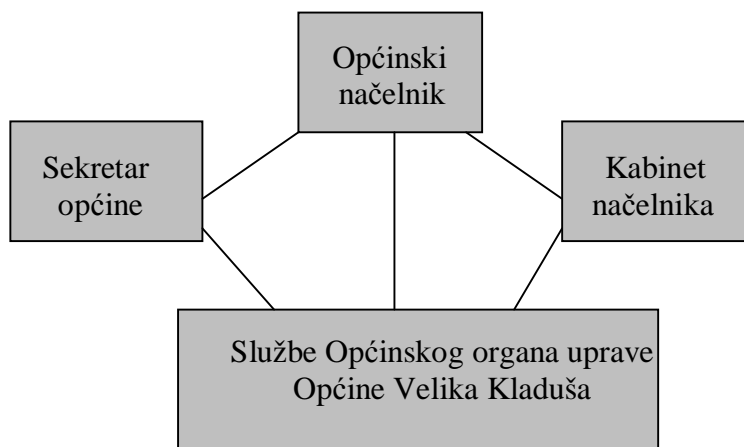 Općinski
načelnik
Sekretar
općine
Kabinet
načelnika
Službe Općinskog organa uprave
Općine Velika Kladuša